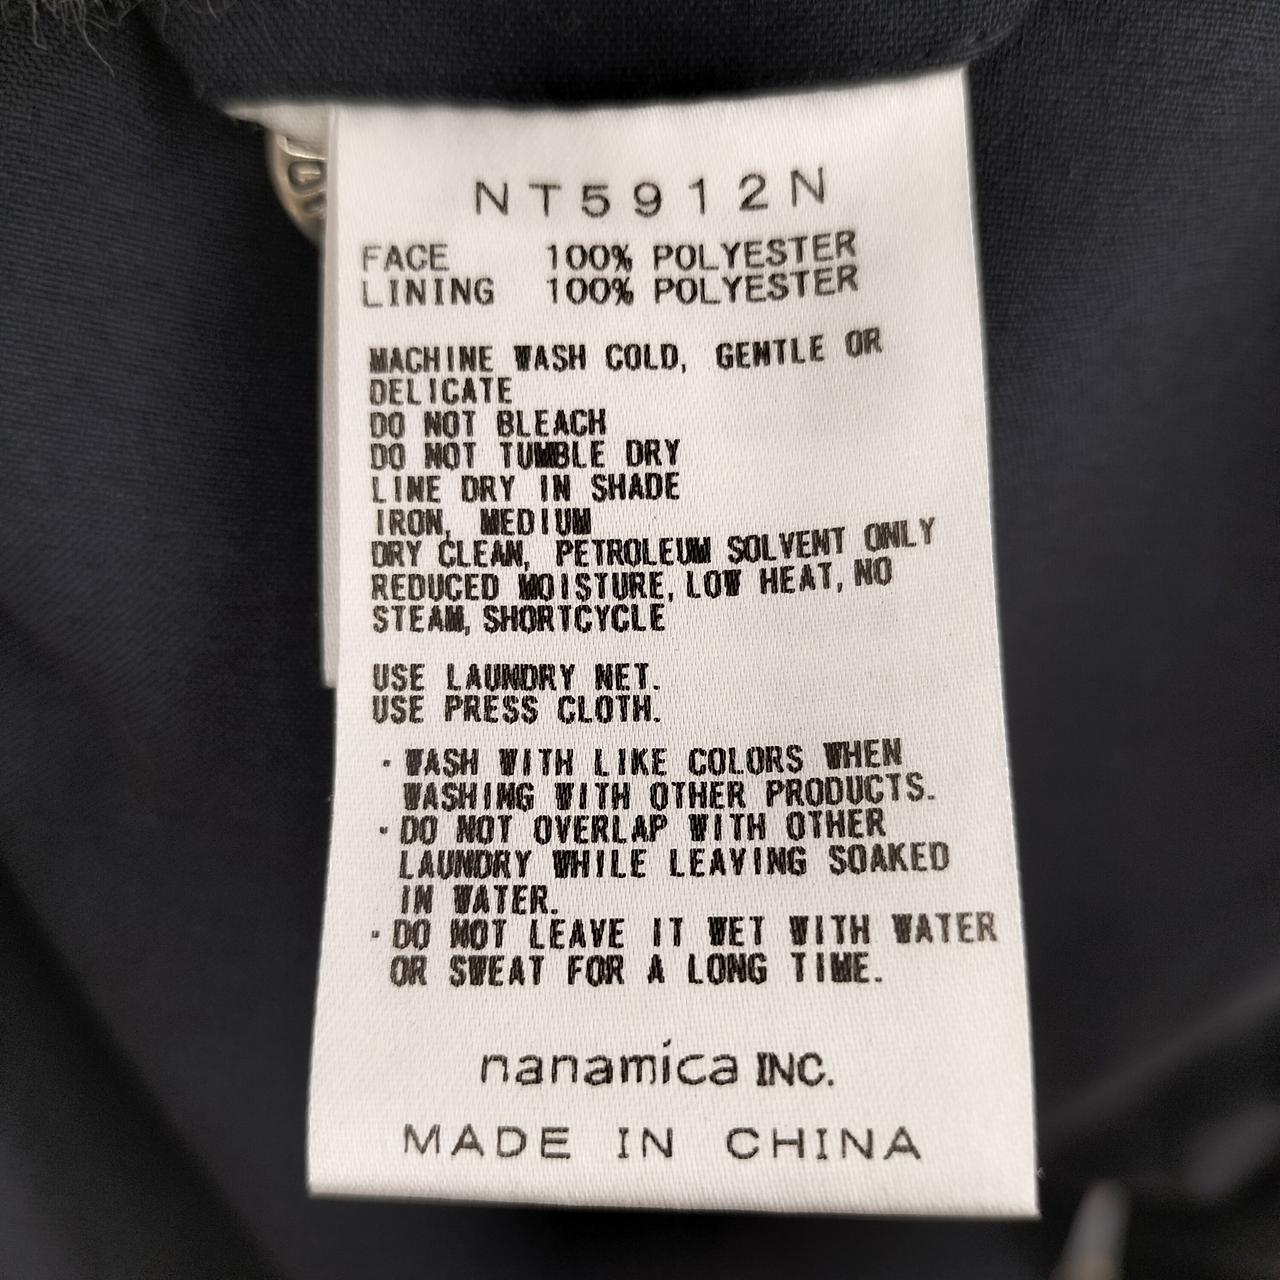 NT5912N
FACE 100% POLYESTER
LINING 100% POLYESTER
MACHINE WASH COLD, GENTLE OR
DELICATE
DO NOT BLEACH
DO NOT TUMBLE DRY
LINE DRY IN SHADE
IRON, MEDIUM
DRY CLEAN, PETROLEUM SOLVENT ONLY
REDUCED MOISTURE, LOW HEAT, NO
STEAM, SHORTCYCLE
USE LAUNDRY NET.
USE PRESS CLOTH.
・WASH WITH LIKE COLORS WHEN
WASHING WITH OTHER PRODUCTS.
・DO NOT OVERLAP WITH OTHER
LAUNDRY WHILE LEAVING SOAKED
IN WATER.
・DO NOT LEAVE IT WET WITH WATER
OR SWEAT FOR A LONG TIME.
nanamíca INC.
MADE IN CHINA